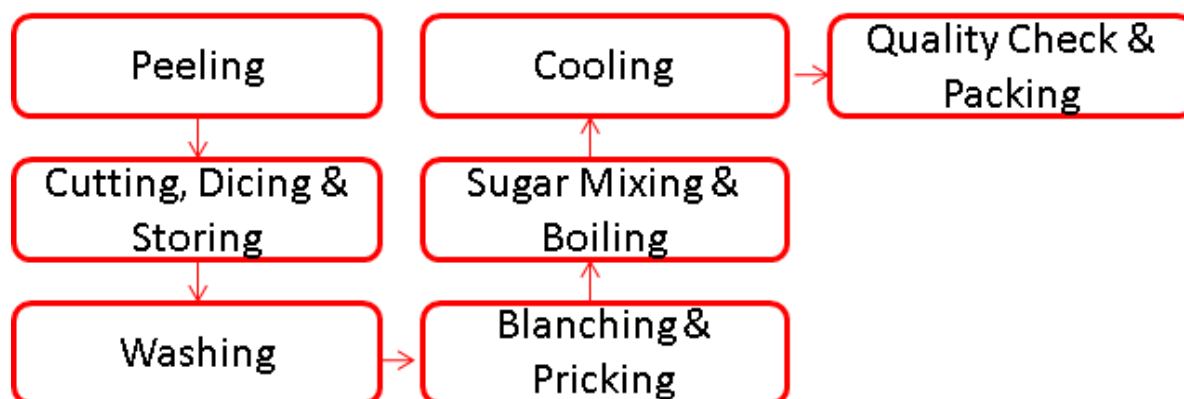 Peeling
Cutting, Dicing &
Storing
Washing
Blanching &
Pricking
Sugar Mixing &
Boiling
Cooling
Quality Check &
Packing